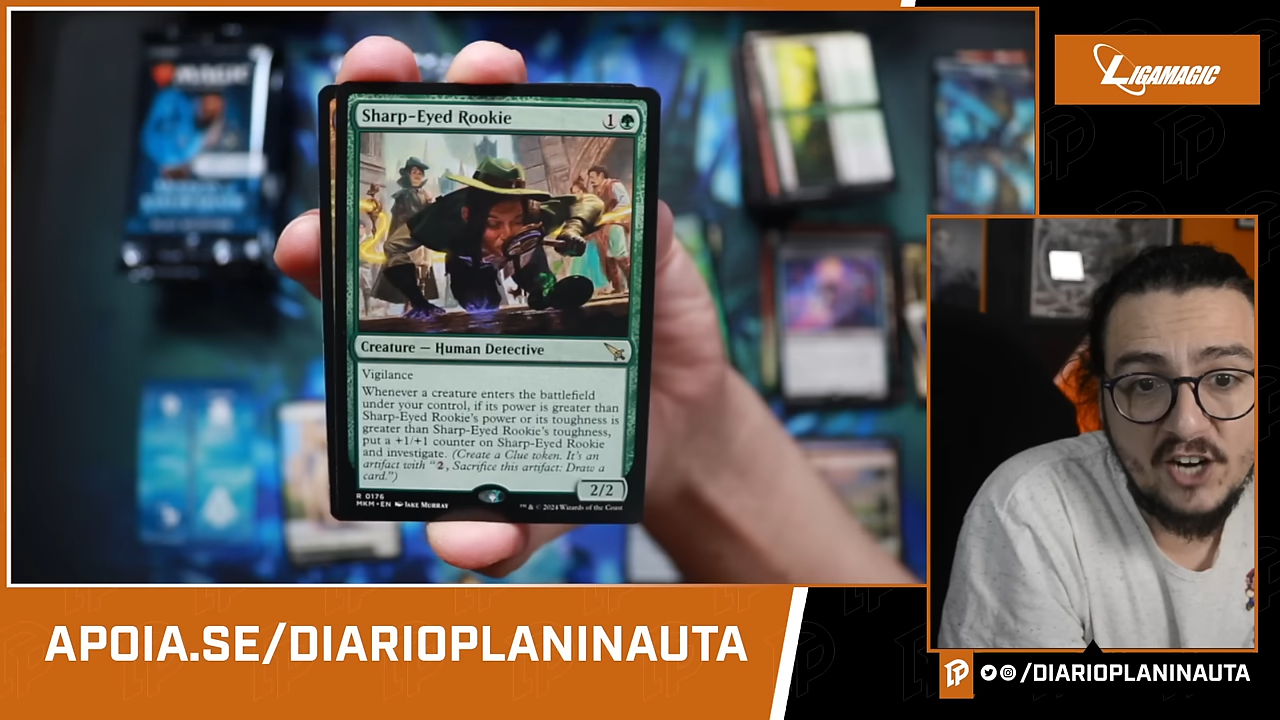 MAGIC
Sharp-Eyed Rookie
1
Creature — Human Detective
Vigilance
Whenever a creature enters the battlefield
under your control, if its power is greater than
Sharp-Eyed Rookie's power or its toughness is
greater than Sharp-Eyed Rookie's toughness,
put a +1/+1 counter on Sharp-Eyed Rookie
and investigate. (Create a Clue token. It's an
artifact with "2, Sacrifice this artifact: Draw a
card.")
2/2
R 0176
MKM • EN JAKE MURRAY
™ & © 2024 Wizards of the Coast
LIGAMAGIC
APOIA.SE/DIARIOPLANINAUTA
/DIARIOPLANINAUTA